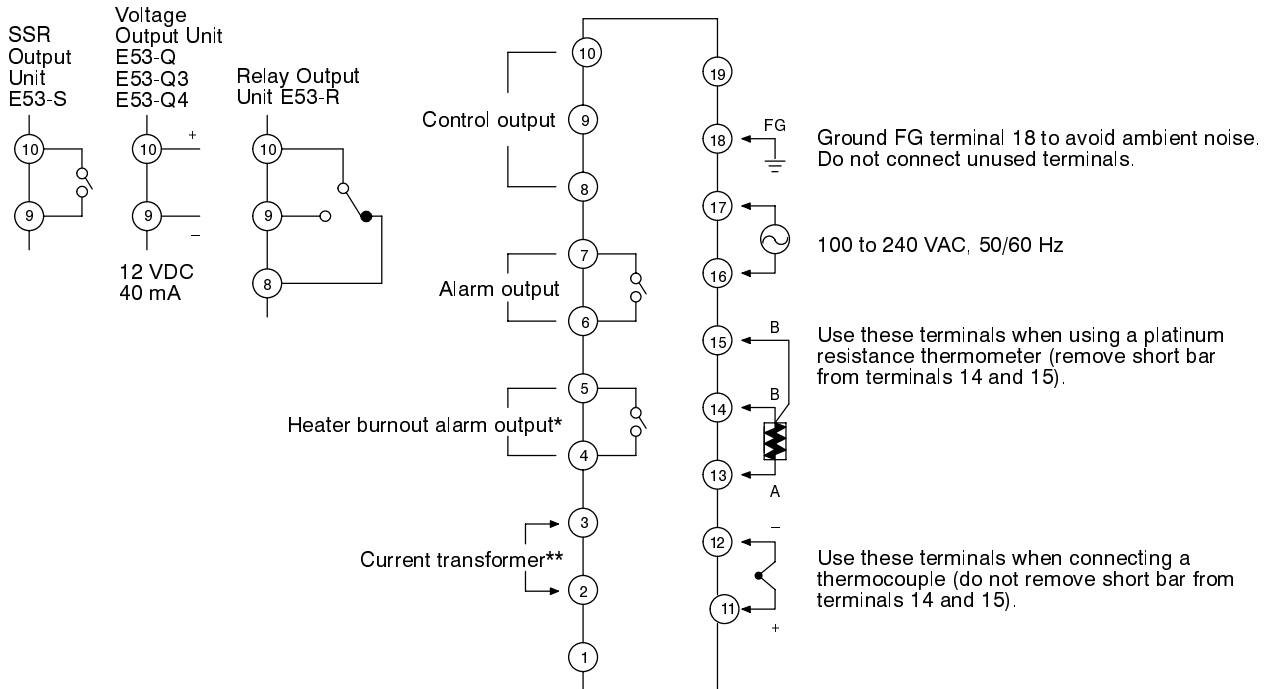 SSR
Output
Unit
E53-S
10
9
Voltage
Output Unit
E53-Q
E53-Q3
E53-Q4
+
10
9
–
12 VDC
40 mA
Relay Output
Unit E53-R
10
9
8
Control output
Alarm output
Heater burnout alarm output*
Current transformer**
10
9
8
7
6
5
4
3
2
1
19
18
17
16
15
14
13
12
11
FG
Ground FG terminal 18 to avoid ambient noise.
Do not connect unused terminals.
100 to 240 VAC, 50/60 Hz
B
B
A
Use these terminals when using a platinum
resistance thermometer (remove short bar
from terminals 14 and 15).
–
+
Use these terminals when connecting a
thermocouple (do not remove short bar from
terminals 14 and 15).